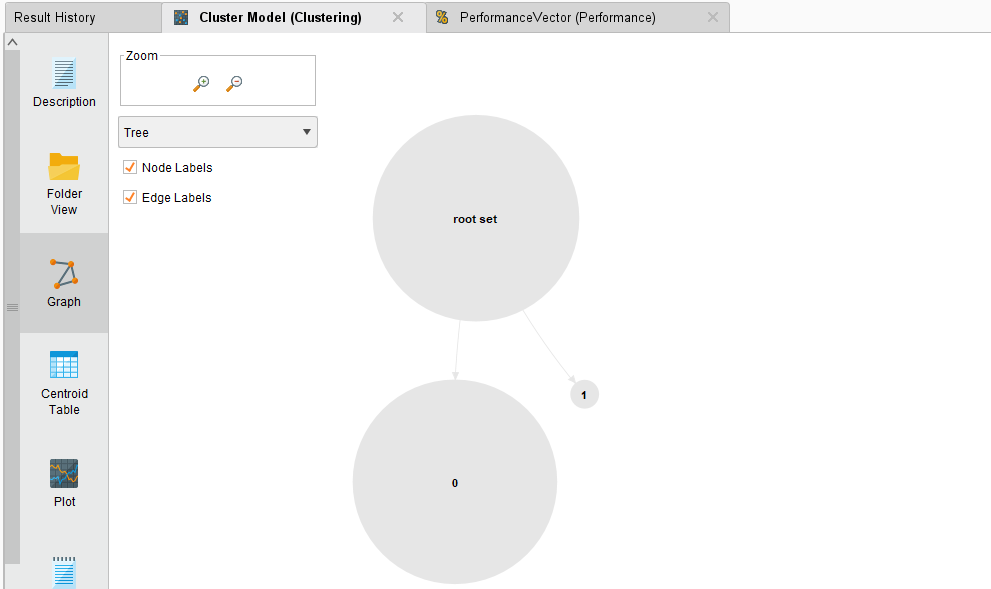 Result History
Cluster Model (Clustering)
PerformanceVector (Performance)
Description
Folder
View
Graph
Centroid
Table
Plot
Zoom
Tree
Node Labels
Edge Labels
root set
1
0